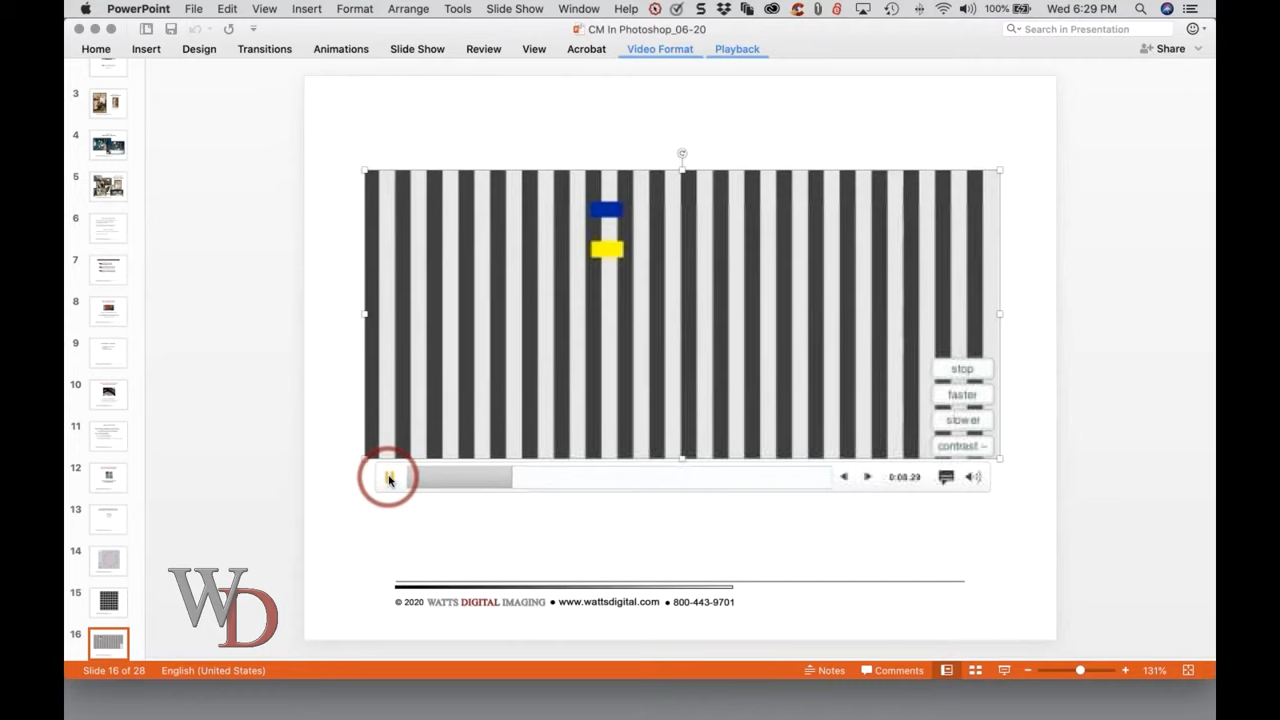 PowerPoint File Edit View Insert Format Arrange Tools Slide Show Window Help 100% Wed 6:29 PM
CM In Photoshop_06-20
Search in Presentation
Home Insert Design Transitions Animations Slide Show Review View Acrobat Video Format Playback Share
3
4
5
6
7
8
9
10
11
12
13
14
15
16
stop
faster
slower
contrast –
0:08.29
WD
© 2020 WATTS DIGITAL IMAGING ● www.wattsdigital.com ● 800-443-9701
Slide 16 of 28 English (United States) Notes Comments 131%